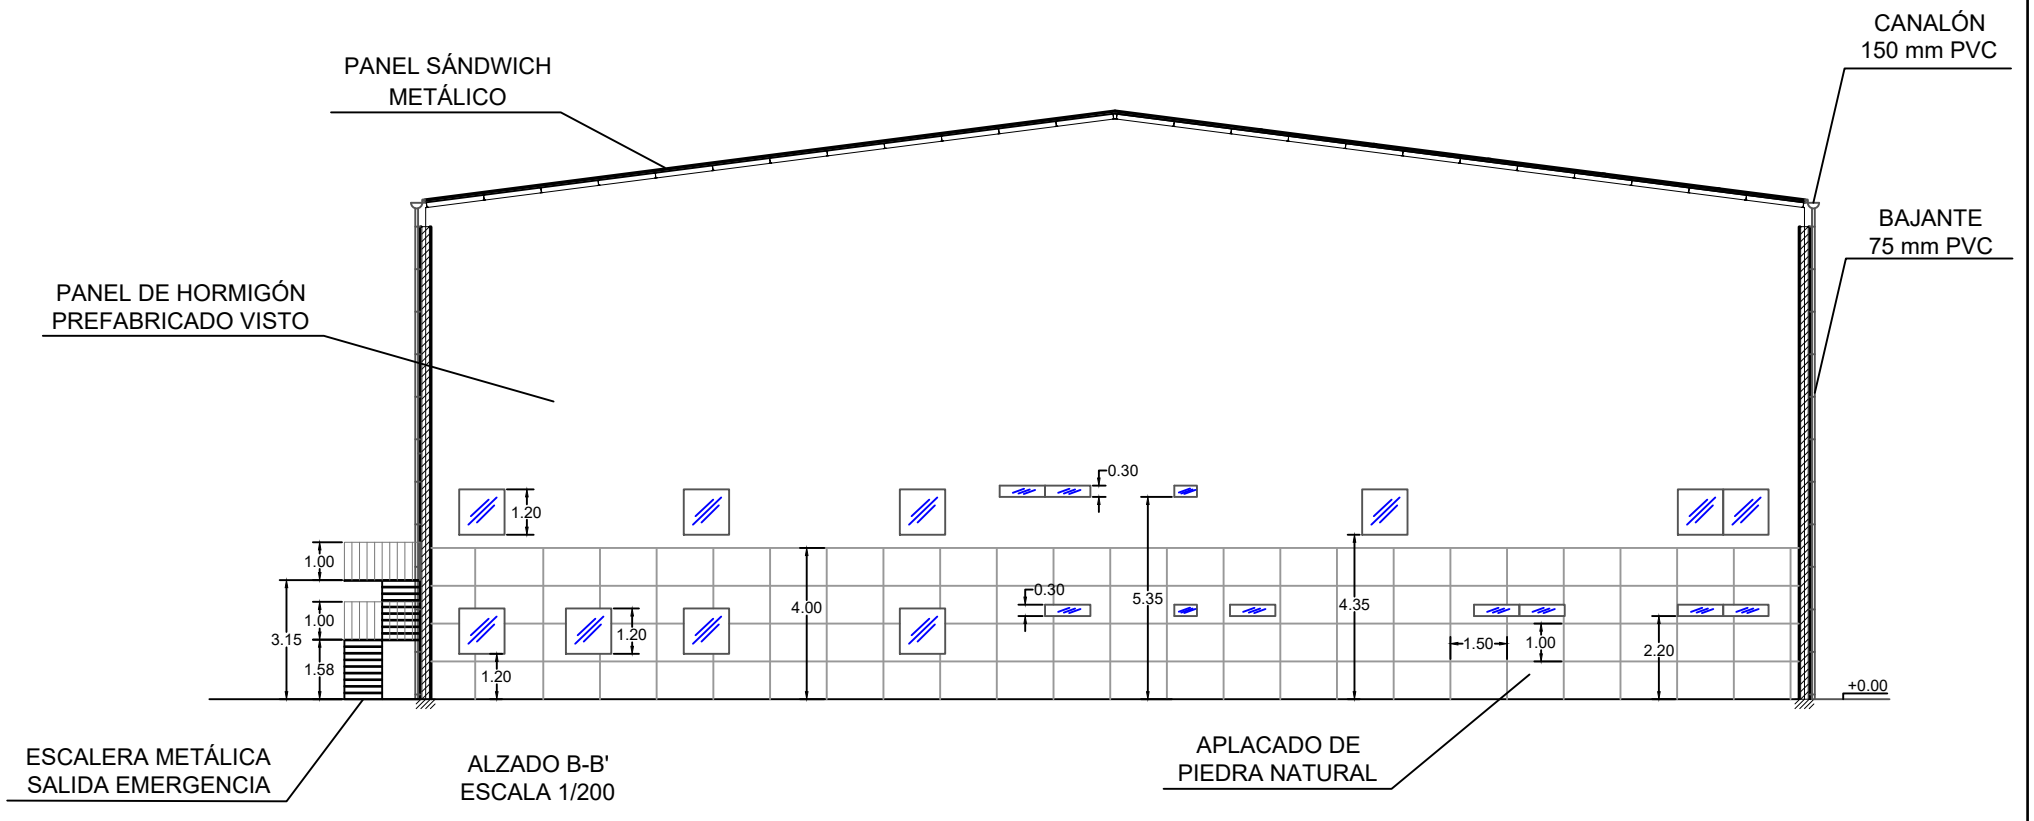 CANALÓN
150 mm PVC
PANEL SÁNDWICH
METÁLICO
BAJANTE
75 mm PVC
PANEL DE HORMIGÓN
PREFABRICADO VISTO
0.30
1.20
1.00
0.30
4.00
5.35
4.35
1.00
3.15
1.20
1.50
1.00
2.20
1.58
1.20
+0.00
ESCALERA METÁLICA
SALIDA EMERGENCIA
ALZADO B-B'
ESCALA 1/200
APLACADO DE
PIEDRA NATURAL